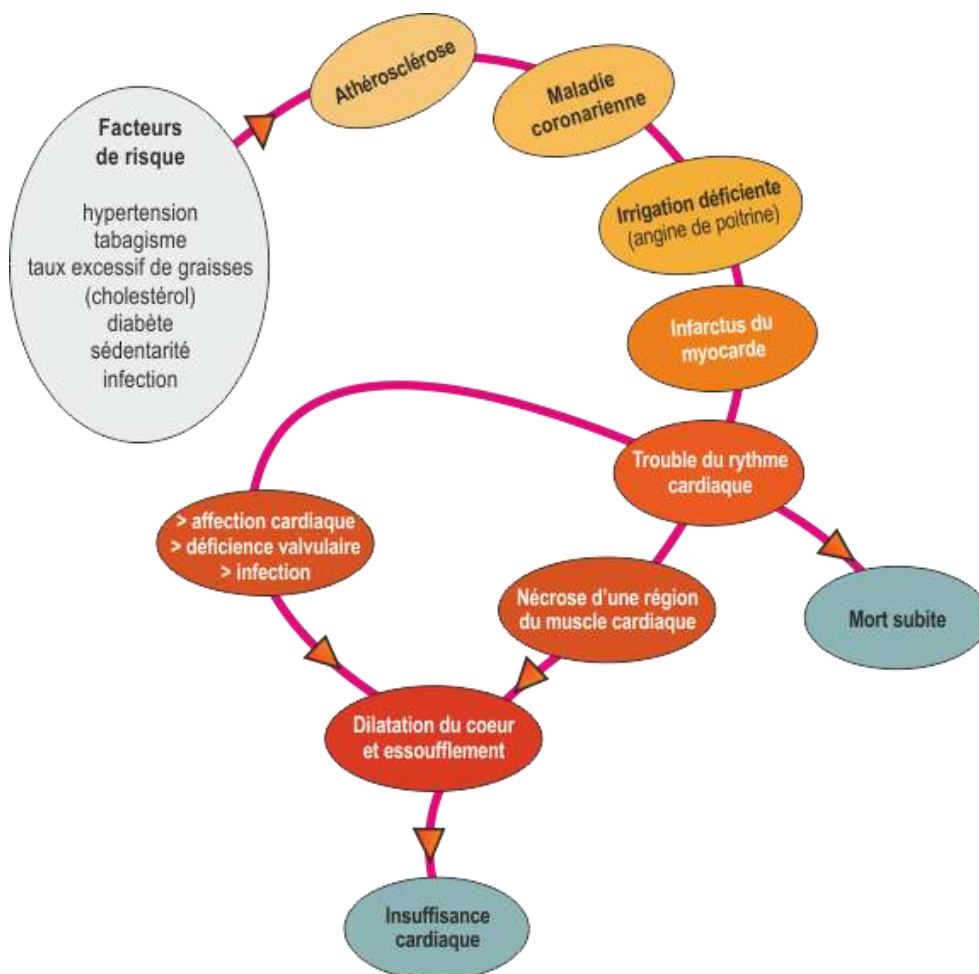 Facteurs
de risque
hypertension
tabagisme
taux excessif de graisses
(cholestérol)
diabète
sédentarité
infection
Athérosclérose
Maladie
coronarienne
Irrigation déficiente
(angine de poitrine)
Infarctus du
myocarde
Trouble du rythme
cardiaque
> affection cardiaque
> déficience valvulaire
> infection
Nécrose d'une région
du muscle cardiaque
Mort subite
Dilatation du coeur
et essoufflement
Insuffisance
cardiaque